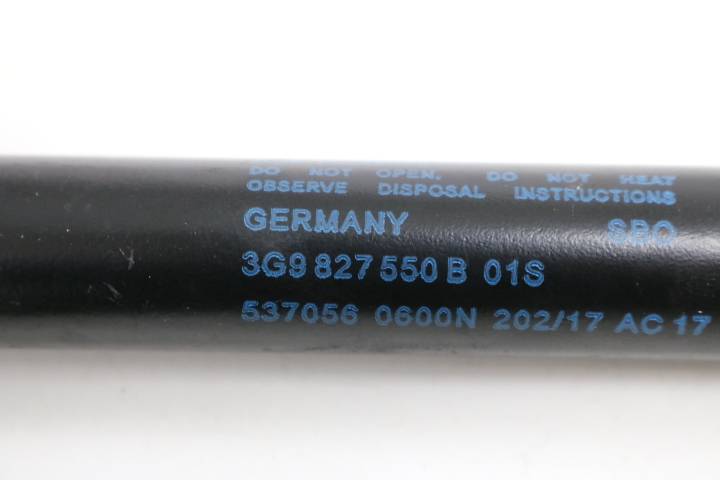 DO NOT OPEN. DO NOT HEAT
OBSERVE DISPOSAL INSTRUCTIONS
GERMANY SBO
3G9 827 550 B 01S
537056 0600N 202/17 AC 17